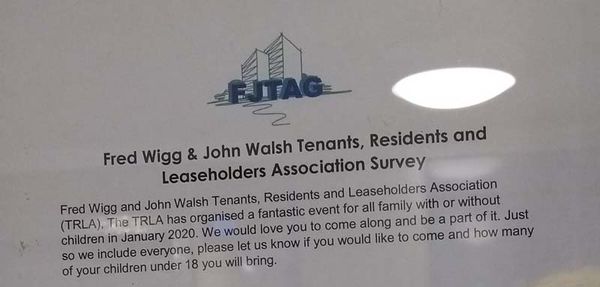 FJTAG
Fred Wigg & John Walsh Tenants, Residents and
Leaseholders Association Survey
Fred Wigg and John Walsh Tenants, Residents and Leaseholders Association
(TRLA), The TRLA has organised a fantastic event for all family with or without
children in January 2020. We would love you to come along and be a part of it. Just
so we include everyone, please let us know if you would like to come and how many
of your children under 18 you will bring.